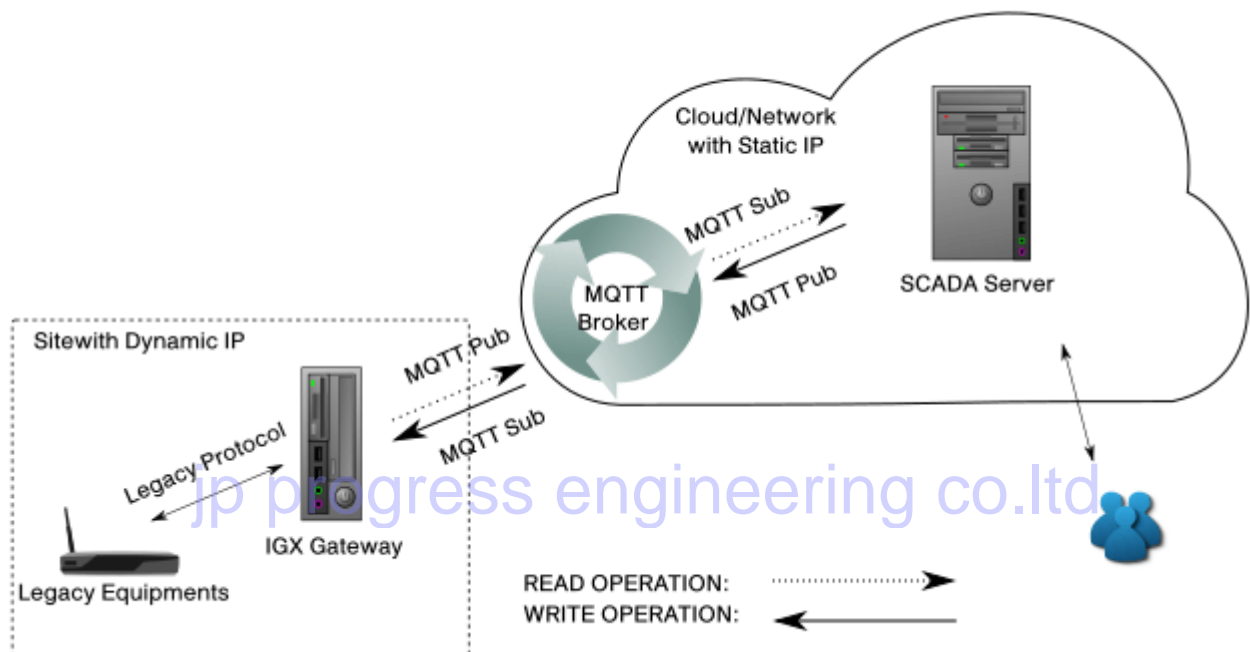 Cloud/Network
with Static IP
MQTT Sub
MQTT Pub
SCADA Server
MQTT
Broker
Sitewith Dynamic IP
MQTT Pub
MQTT Sub
Legacy Protocol
IGX Gateway
Legacy Equipments
jp progress engineering co.ltd
READ OPERATION:
WRITE OPERATION: